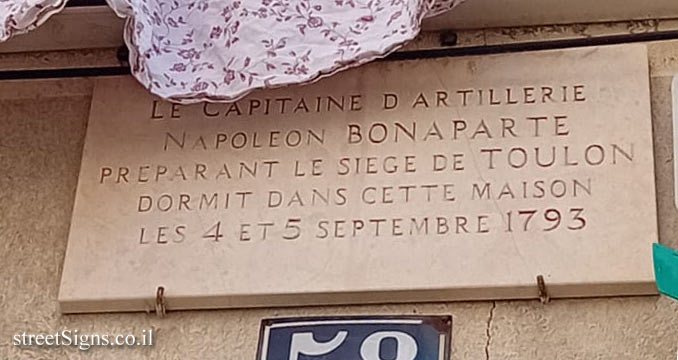 LE CAPITAINE D ARTILLERIE
NAPOLEON BONAPARTE
PREPARANT LE SIEGE DE TOULON
DORMIT DANS CETTE MAISON
LES 4 ET 5 SEPTEMBRE 1793
58
streetSigns.co.il